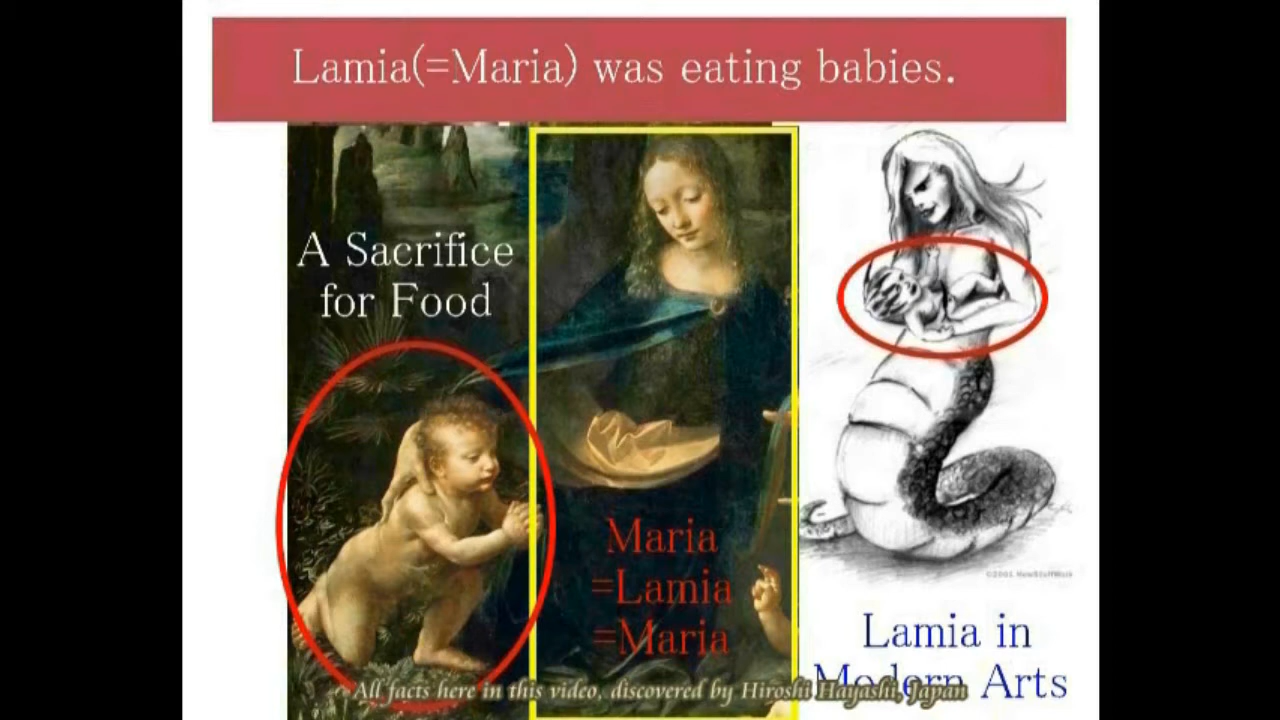 Lamia(=Maria) was eating babies.
A Sacrifice
for Food
Maria
=Lamia
=Maria
Lamia in
Modern Arts
All facts here in this video, discovered by Hiroshi Hayashi, Japan